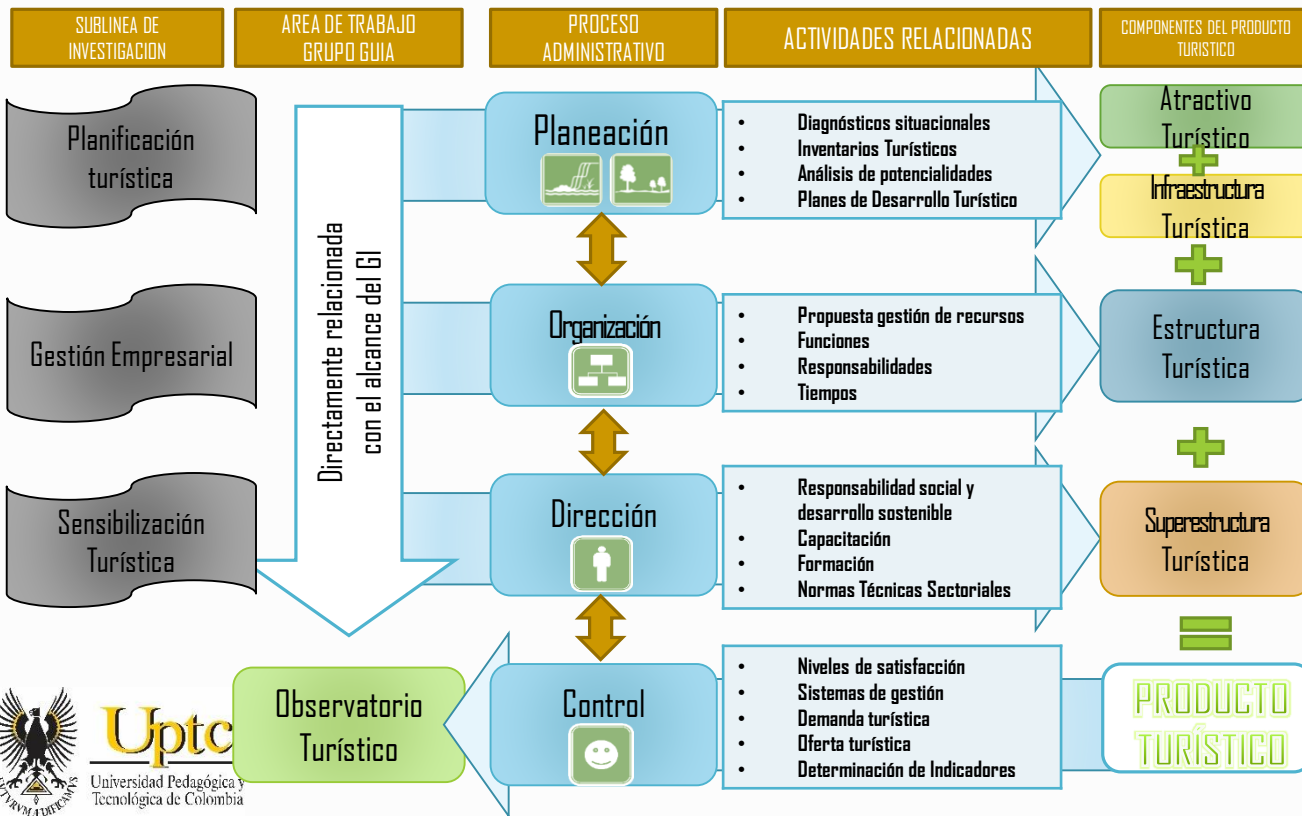 SUBLINEA DE
INVESTIGACION
AREA DE TRABAJO
GRUPO GUIA
PROCESO
ADMINISTRATIVO
ACTIVIDADES RELACIONADAS
COMPONENTES DEL PRODUCTO
TURISTICO
Planificación
turística
Gestión Empresarial
Sensibilización
Turística
Directamente relacionada
con el alcance del GI
Observatorio
Turístico
Planeación
Organización
Dirección
Control
• Diagnósticos situacionales
• Inventarios Turísticos
• Análisis de potencialidades
• Planes de Desarrollo Turístico
• Propuesta gestión de recursos
• Funciones
• Responsabilidades
• Tiempos
• Responsabilidad social y
desarrollo sostenible
• Capacitación
• Formación
• Normas Técnicas Sectoriales
• Niveles de satisfacción
• Sistemas de gestión
• Demanda turística
• Oferta turística
• Determinación de Indicadores
Atractivo
Turístico
Infraestructura
Turística
Estructura
Turística
Superestructura
Turística
PRODUCTO
TURÍSTICO
Uptc
Universidad Pedagógica y
Tecnológica de Colombia